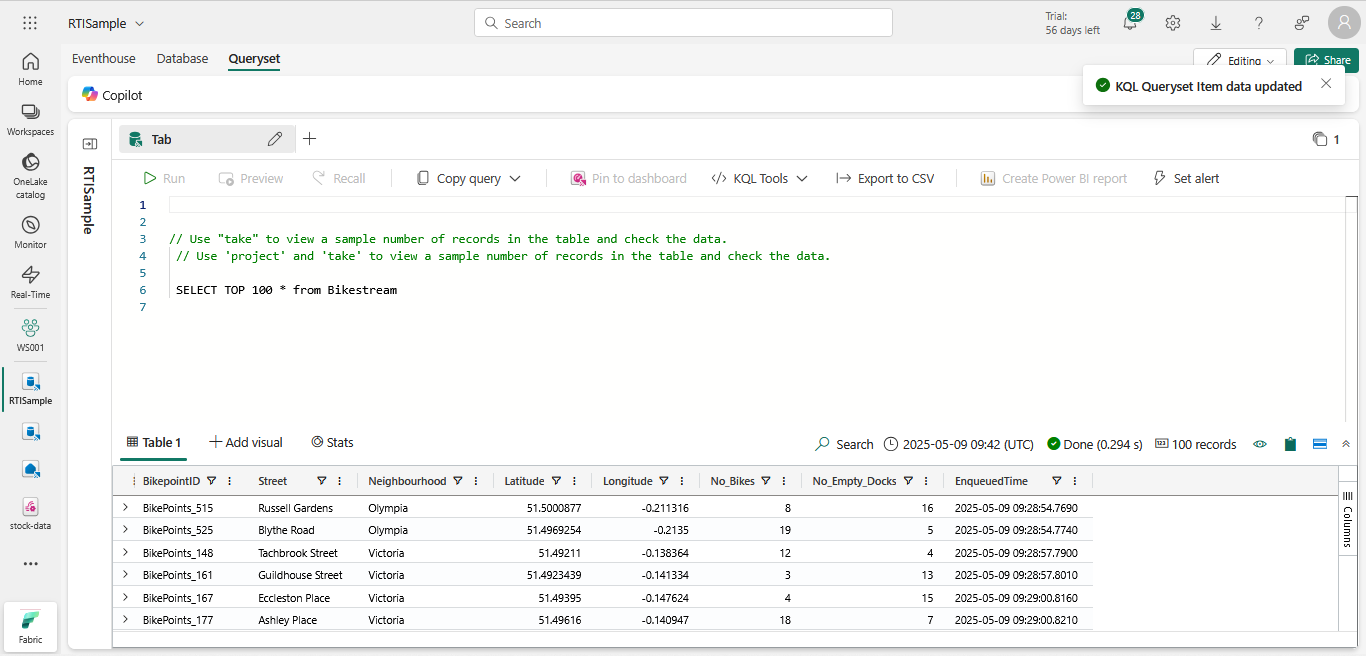 RTISample
Search
Trial:
56 days left
28
Eventhouse Database Queryset
Editing
Share
KQL Queryset Item data updated
Copilot
Home
Workspaces
OneLake
catalog
Monitor
Real-Time
WS001
RTISample
stock-data
Fabric
RTISample
Tab
1
Run Preview Recall Copy query Pin to dashboard KQL Tools Export to CSV Create Power BI report Set alert
1
2
3 // Use "take" to view a sample number of records in the table and check the data.
4 // Use 'project' and 'take' to view a sample number of records in the table and check the data.
5
6 SELECT TOP 100 * from Bikestream
7
Table 1 Add visual Stats Search 2025-05-09 09:42 (UTC) Done (0.294 s) 123 100 records
BikepointID Street Neighbourhood Latitude Longitude No_Bikes No_Empty_Docks EnqueuedTime
BikePoints_515 Russell Gardens Olympia 51.5000877 -0.211316 8 16 2025-05-09 09:28:54.7690
BikePoints_525 Blythe Road Olympia 51.4969254 -0.2135 19 5 2025-05-09 09:28:54.7740
BikePoints_148 Tachbrook Street Victoria 51.49211 -0.138364 12 4 2025-05-09 09:28:57.7900
BikePoints_161 Guildhouse Street Victoria 51.4923439 -0.141334 3 13 2025-05-09 09:28:57.8010
BikePoints_167 Eccleston Place Victoria 51.49395 -0.147624 4 15 2025-05-09 09:29:00.8160
BikePoints_177 Ashley Place Victoria 51.49616 -0.140947 18 7 2025-05-09 09:29:00.8210
Columns